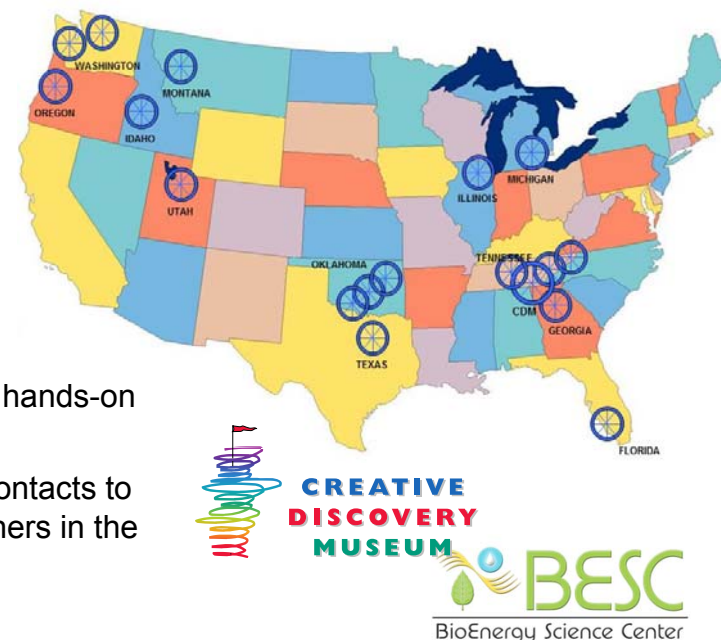 WASHINGTON
MONTANA
OREGON
IDAHO
UTAH
ILLINOIS
MICHIGAN
OKLAHOMA
TENNESSEE
CDM
GEORGIA
TEXAS
FLORIDA
hands-on
ontacts to
ners in the
CREATIVE
DISCOVERY
MUSEUM
BESC
BioEnergy Science Center